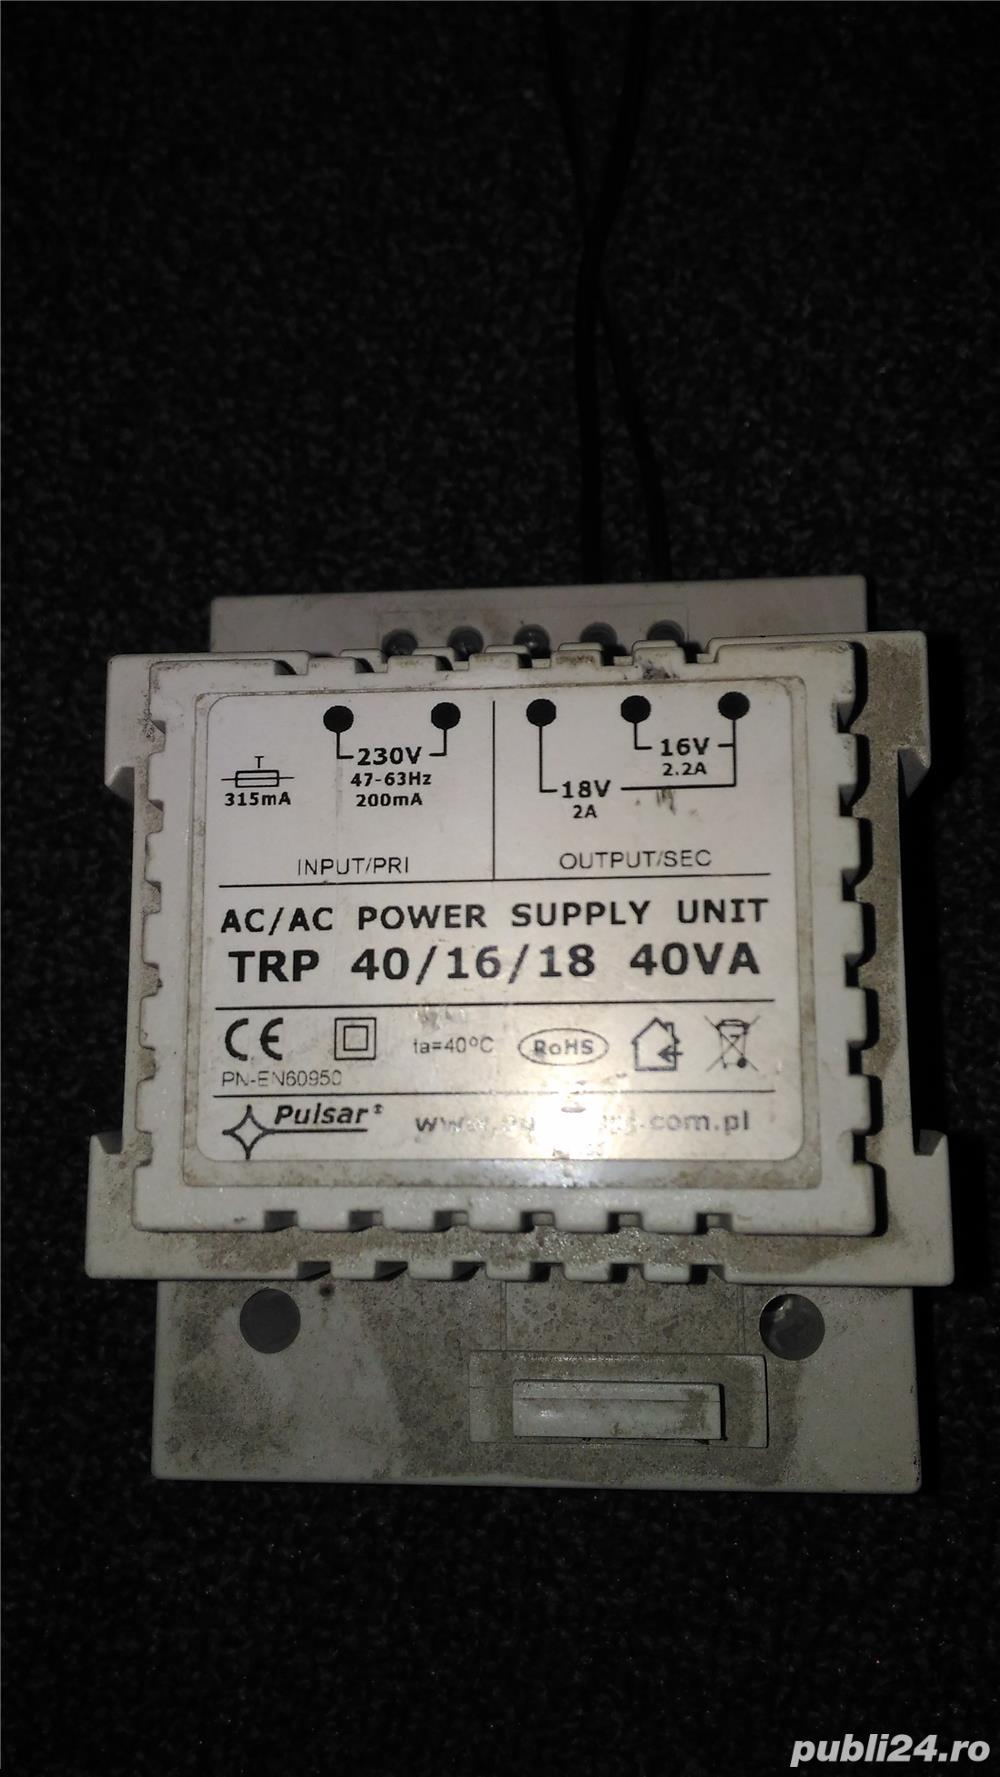 230V
47-63Hz
200mA
T
315mA
16V
2.2A
18V
2A
INPUT/PRI
OUTPUT/SEC
AC/AC POWER SUPPLY UNIT
TRP 40/16/18 40VA
CE
ta=40°C
RoHS
PN-EN60950
Pulsar
.com.pl
publi24.ro